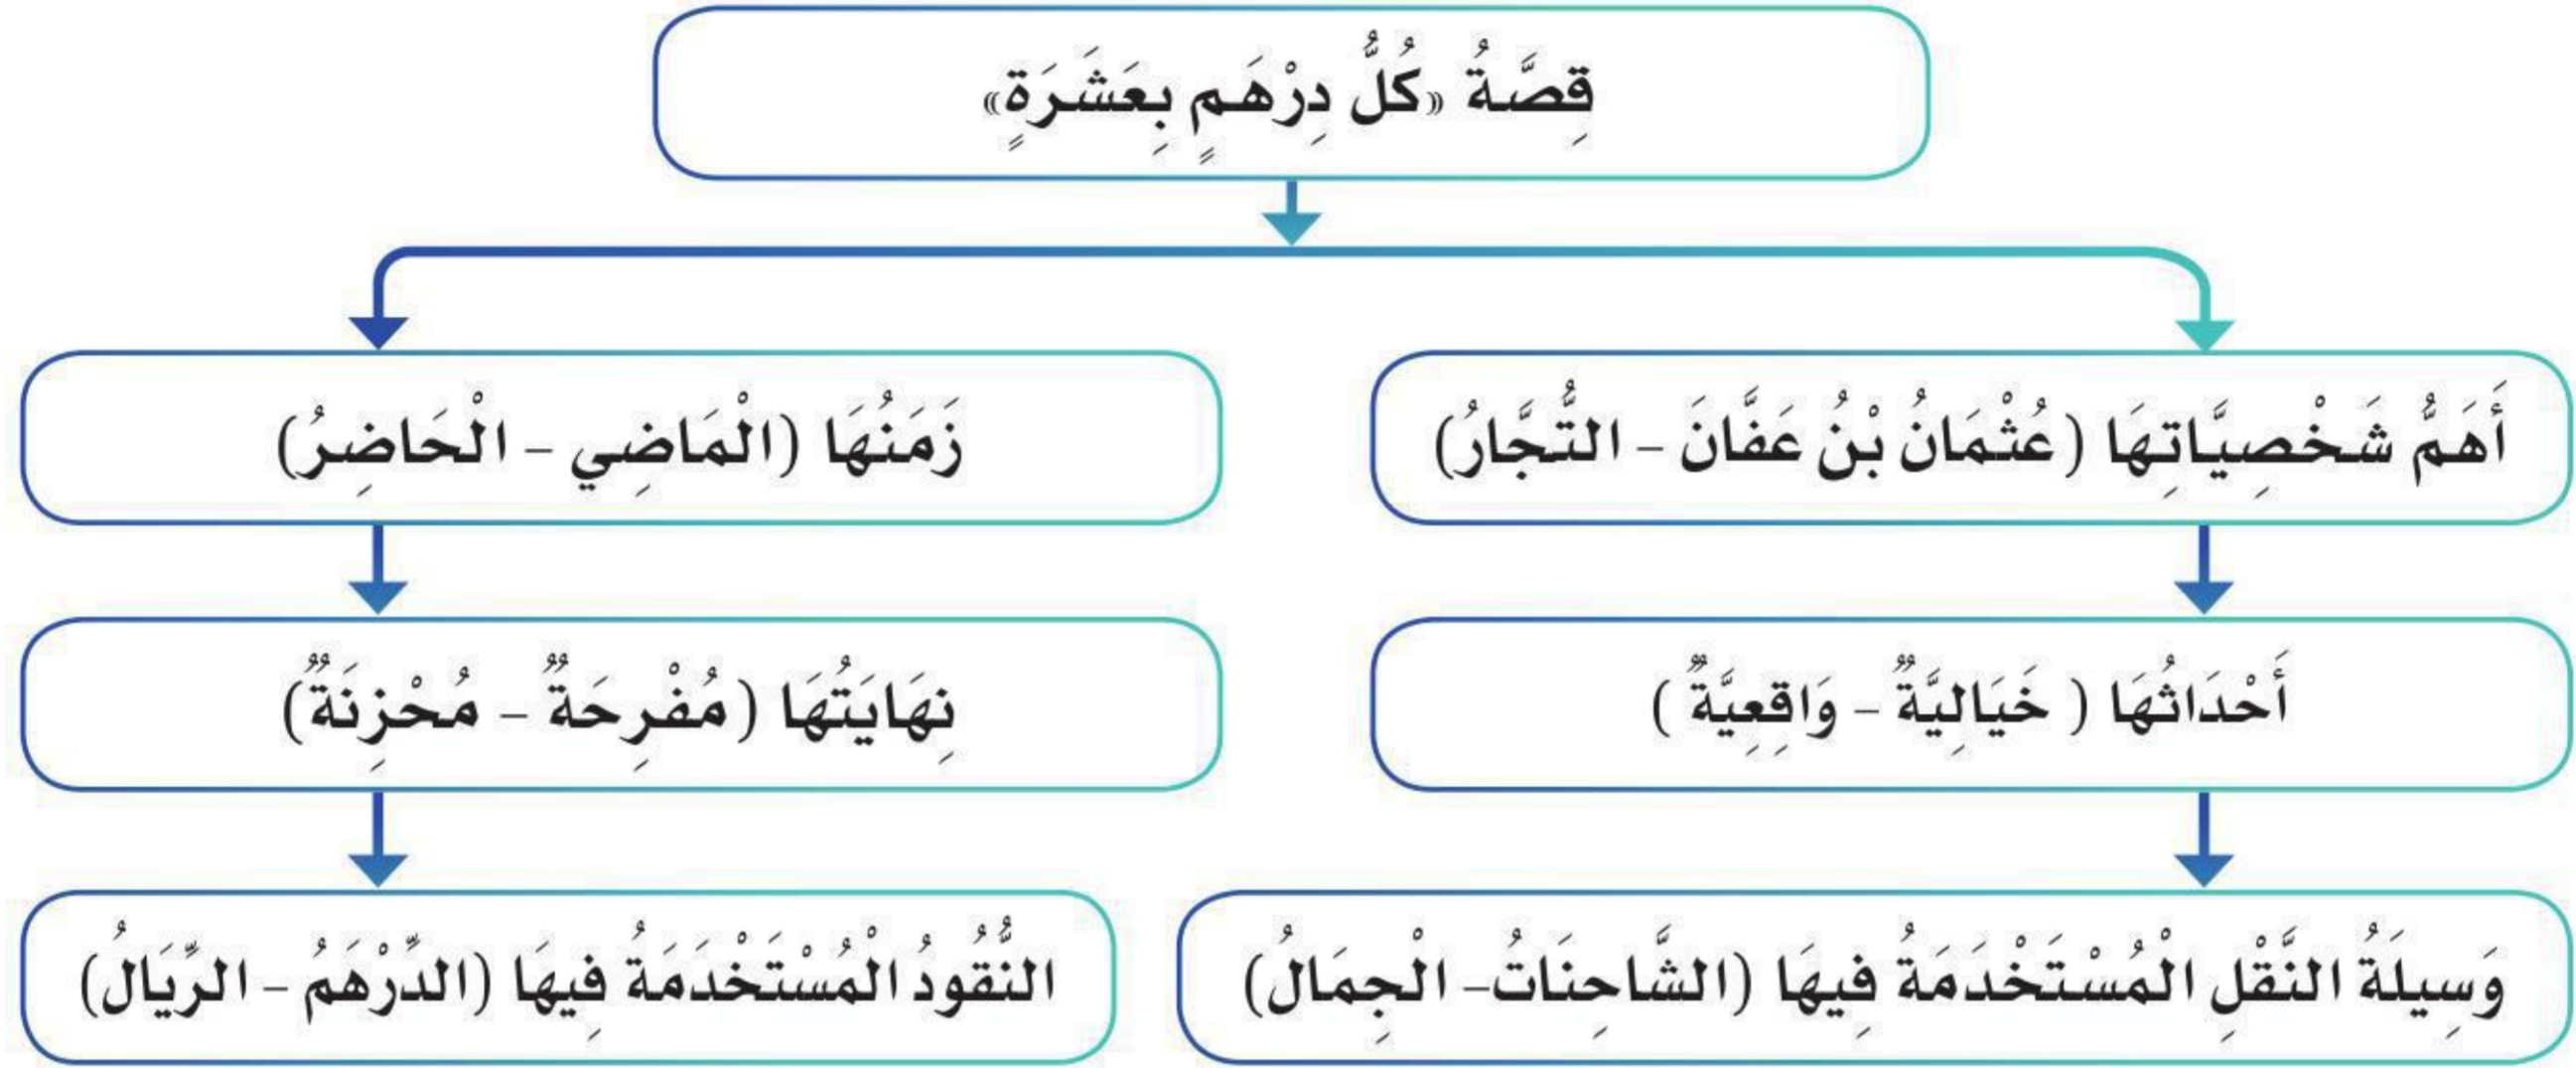 قِصَّةُ «كُلُّ دِرْهَمٍ بِعَشَرَةٍ»
أَهَمُّ شَخْصِيَّاتِهَا (عُثْمَانُ بْنُ عَفَّانَ - التُّجَّارُ)
زَمَنُهَا (الْمَاضِي - الْحَاضِرُ)
أَحْدَاثُهَا ( خَيَالِيَّةٌ - وَاقِعِيَّةٌ )
نِهَايَتُهَا (مُفْرِحَةٌ - مُحْزِنَةٌ)
وَسِيلَةُ النَّقْلِ الْمُسْتَخْدَمَةُ فِيهَا (الشَّاحِنَاتُ- الْجِمَالُ)
النُّقُودُ الْمُسْتَخْدَمَةُ فِيهَا (الدِّرْهَمُ - الرِّيَالُ)